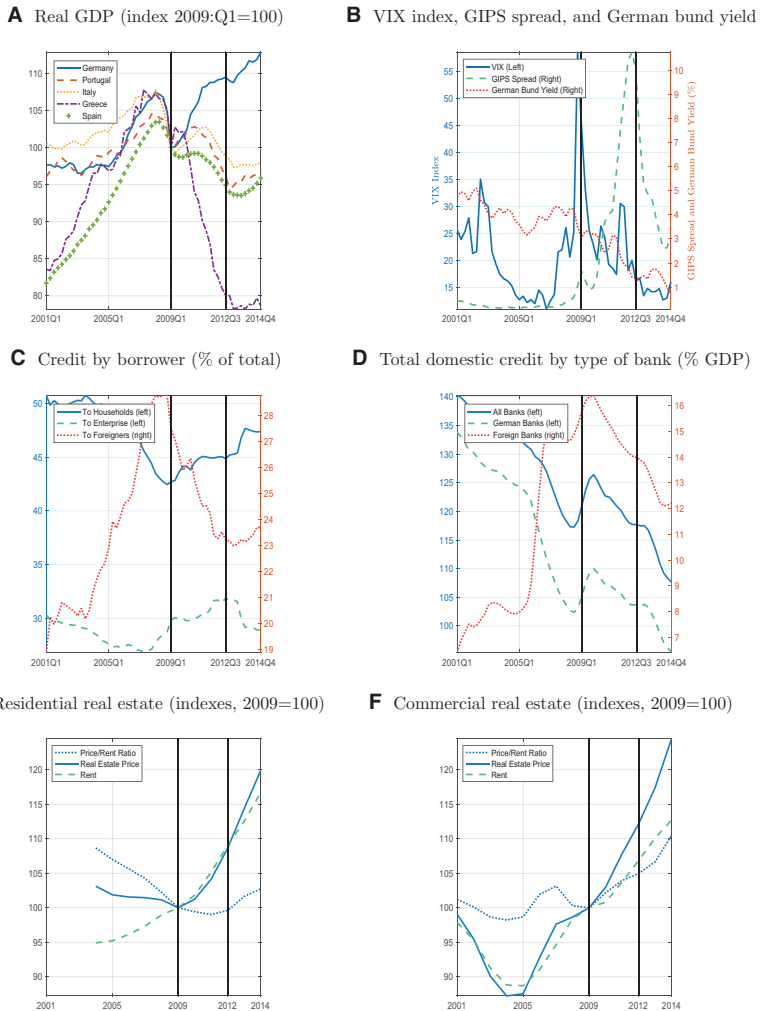 A Real GDP (index 2009:Q1=100)
110
105
100
95
90
85
80
2001Q1 2005Q1 2009Q1 2012Q3 2014Q4
Germany
Portugal
Italy
Greece
Spain
B VIX index, GIPS spread, and German bund yield
VIX Index
55
50
45
40
35
30
25
20
15
10
9
8
7
6
5
4
3
2
1
GIPS Spread and German Bund Yield (%)
2001Q1 2005Q1 2009Q1 2012Q3 2014Q4
VIX (Left)
GIPS Spread (Right)
German Bund Yield (Right)
C Credit by borrower (% of total)
50
45
40
35
30
28
27
26
25
24
23
22
21
20
19
2001Q1 2005Q1 2009Q1 2012Q3 2014Q4
To Households (left)
To Enterprise (left)
To Foreigners (right)
D Total domestic credit by type of bank (% GDP)
140
135
130
125
120
115
110
105
100
16
15
14
13
12
11
10
9
8
7
2001Q1 2005Q1 2009Q1 2012Q3 2014Q4
All Banks (left)
German Banks (left)
Foreign Banks (right)
Residential real estate (indexes, 2009=100)
120
115
110
105
100
95
90
2001 2005 2009 2012 2014
Price/Rent Ratio
Real Estate Price
Rent
F Commercial real estate (indexes, 2009=100)
120
115
110
105
100
95
90
2001 2005 2009 2012 2014
Price/Rent Ratio
Real Estate Price
Rent